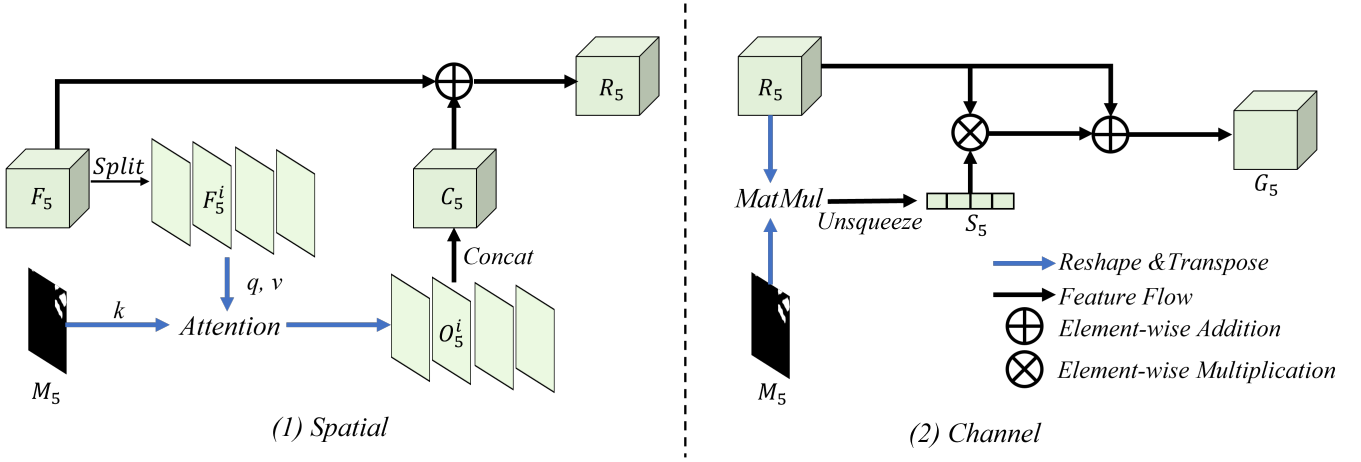 F₅
Split
F₅ⁱ
q, v
k
M₅
Attention
O₅ⁱ
Concat
C₅
R₅
(1) Spatial
R₅
MatMul
Unsqueeze
S₅
M₅
G₅
Reshape &Transpose
Feature Flow
Element-wise Addition
Element-wise Multiplication
(2) Channel